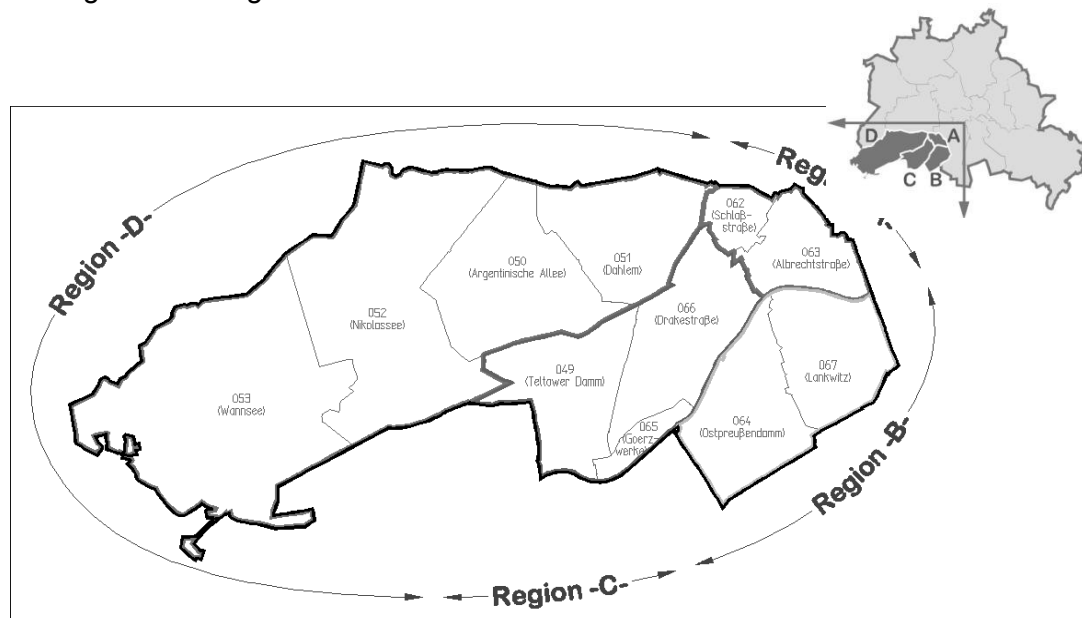 D
A
C
B
Region -D-
062
(Schloß-
straße)
063
(Albrechtstraße)
051
(Dahlem)
050
(Argentinische Allee)
052
(Nikolassee)
066
(Drakestraße)
049
(Teltower Damm)
067
(Lankwitz)
053
(Wannsee)
065
(Goerz-
werke)
064
(Ostpreußendamm)
Region -B-
Region -C-